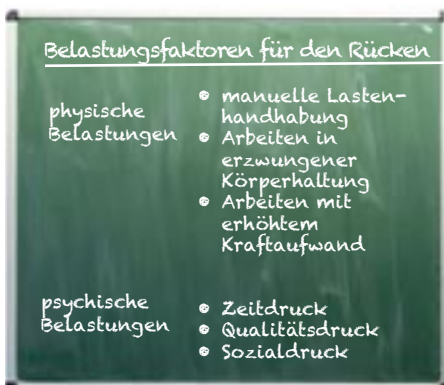 Belastungsfaktoren für den Rücken
physische
Belastungen
• manuelle Lasten-
handhabung
• Arbeiten in
erzwungener
Körperhaltung
• Arbeiten mit
erhöhtem
Kraftaufwand
psychische
Belastungen
• Zeitdruck
• Qualitätsdruck
• Sozialdruck